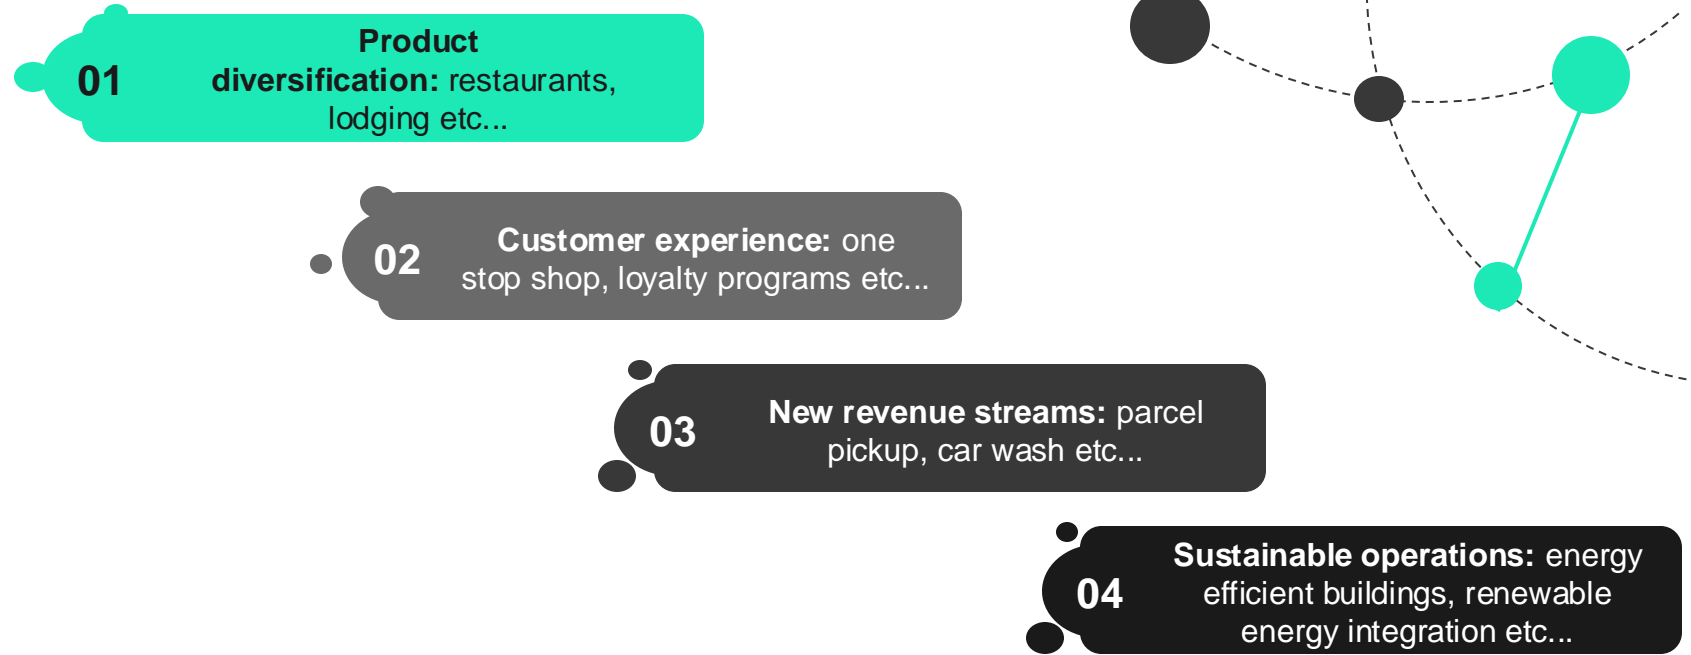 01
Product
diversification: restaurants,
lodging etc...
02
Customer experience: one
stop shop, loyalty programs etc...
03
New revenue streams: parcel
pickup, car wash etc...
04
Sustainable operations: energy
efficient buildings, renewable
energy integration etc...